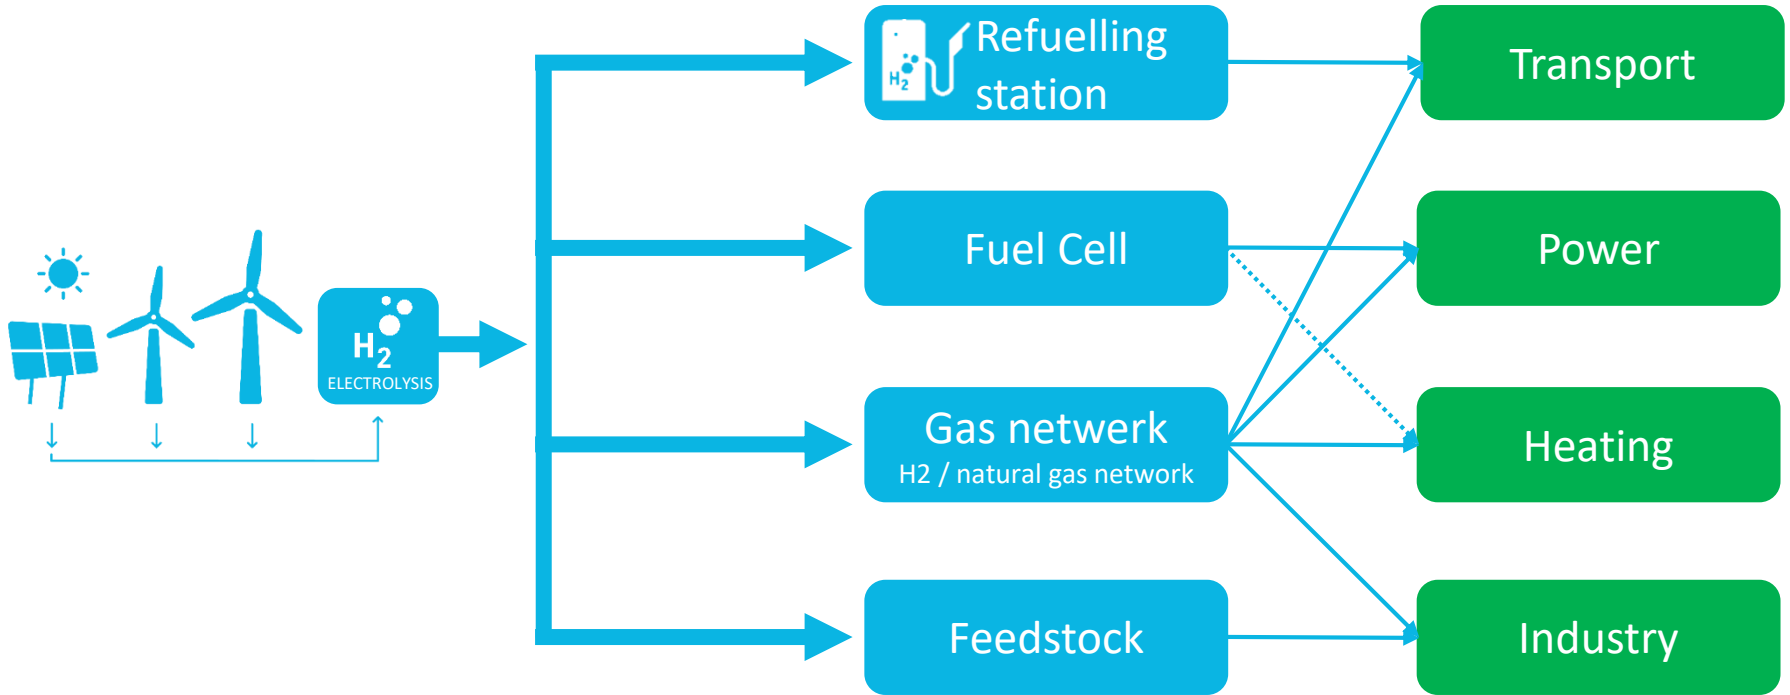 H2
ELECTROLYSIS
H2
Refuelling
station
Fuel Cell
Gas netwerk
H2 / natural gas network
Feedstock
Transport
Power
Heating
Industry